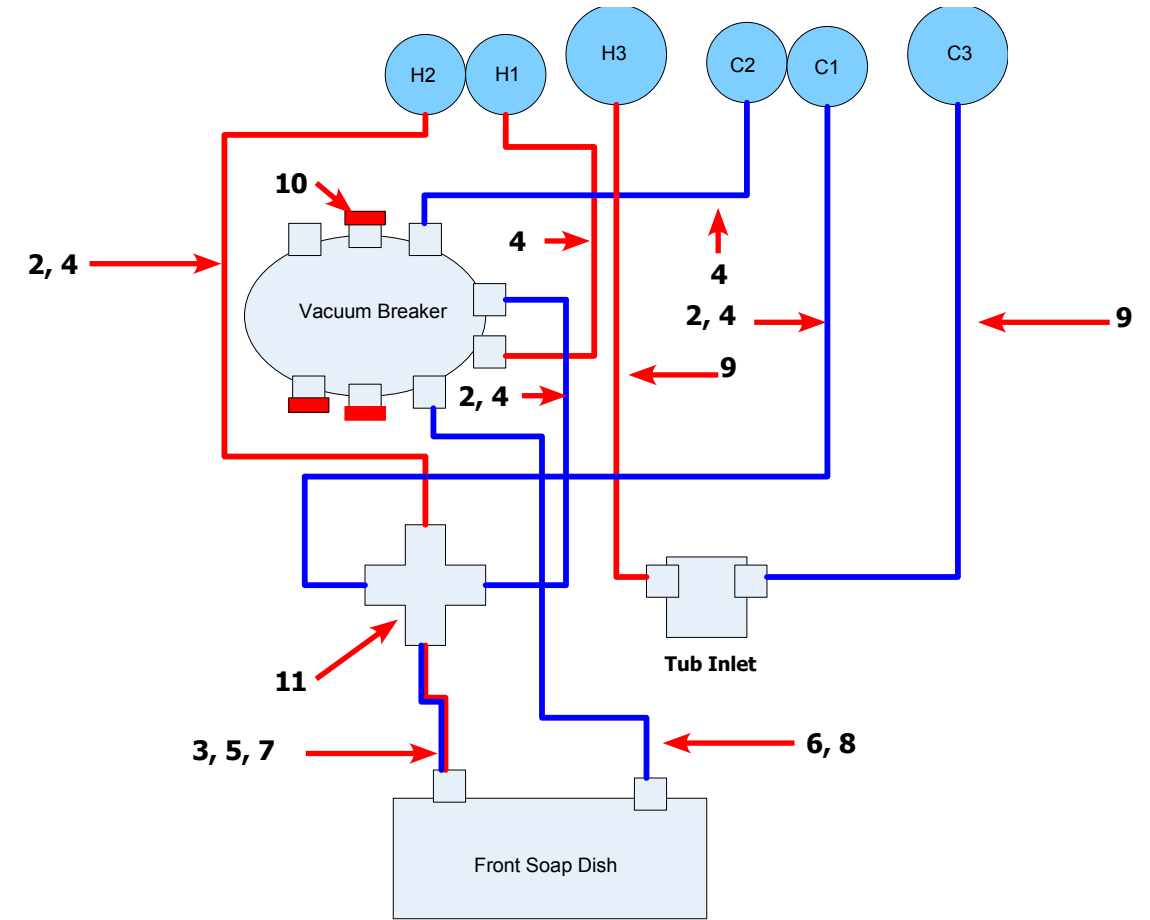 H2
H1
H3
C2
C1
C3
10
4
2, 4
4
Vacuum Breaker
2, 4
9
9
2, 4
11
Tub Inlet
3, 5, 7
6, 8
Front Soap Dish